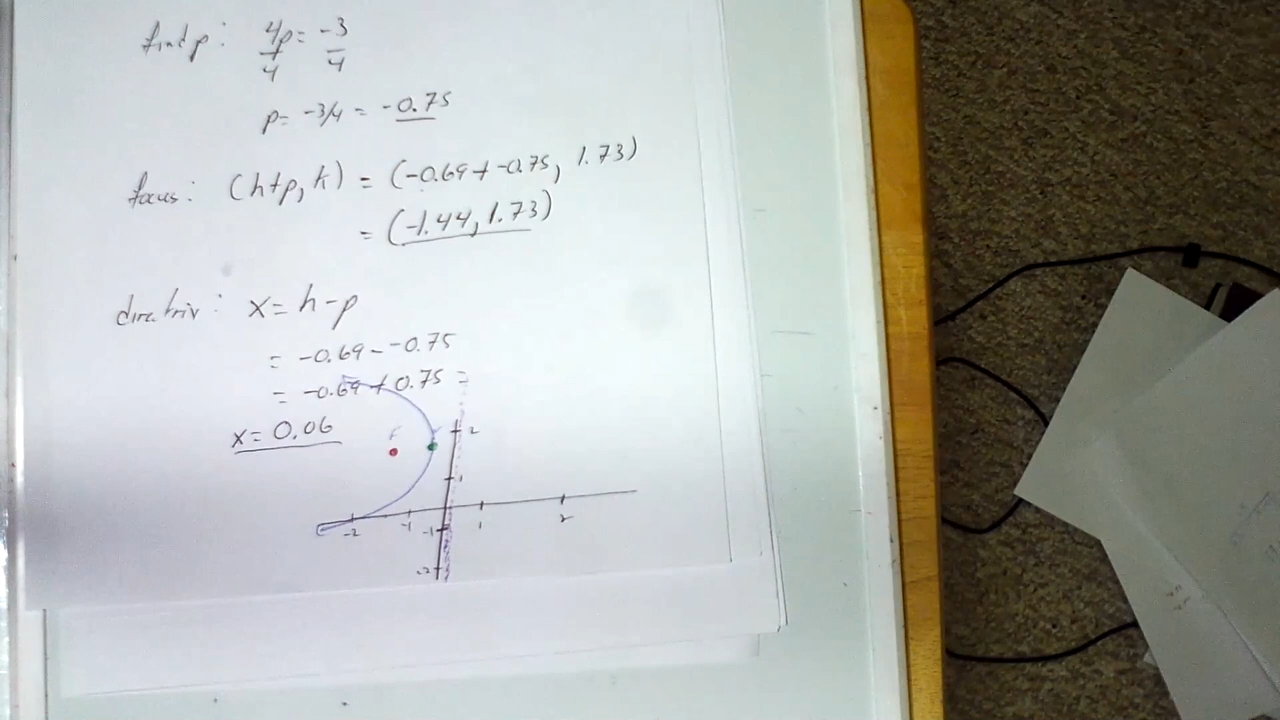 find p: 4p = -3
4 4
p = -3/4 = -0.75
focus: (h+p, k) = (-0.69 + -0.75, 1.73)
= (-1.44, 1.73)
directrix: x = h - p
= -0.69 - -0.75
= -0.69 + 0.75 =
x = 0.06
F
2
1
-2 -1 -1 1 2
-2